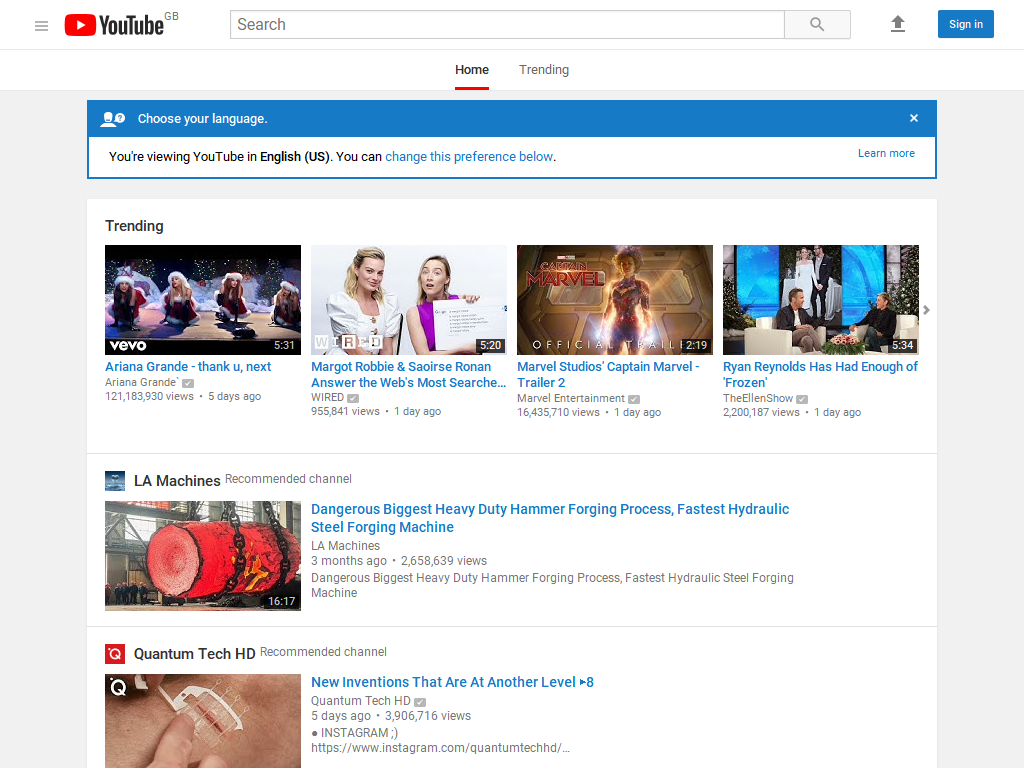 YouTube GB
Search
Sign in
Home
Trending
Choose your language.
×
You're viewing YouTube in English (US). You can change this preference below.
Learn more
Trending
vevo
5:31
WIRED
5:20
MARVEL STUDIOS
CAPTAIN MARVEL
OFFICIAL TRAIL
2:19
5:34
Ariana Grande - thank u, next
Ariana Grande`
121,183,930 views • 5 days ago
Margot Robbie & Saoirse Ronan
Answer the Web's Most Searche...
WIRED
955,841 views • 1 day ago
Marvel Studios' Captain Marvel -
Trailer 2
Marvel Entertainment
16,435,710 views • 1 day ago
Ryan Reynolds Has Had Enough of
'Frozen'
TheEllenShow
2,200,187 views • 1 day ago
LA Machines Recommended channel
16:17
Dangerous Biggest Heavy Duty Hammer Forging Process, Fastest Hydraulic
Steel Forging Machine
LA Machines
3 months ago • 2,658,639 views
Dangerous Biggest Heavy Duty Hammer Forging Process, Fastest Hydraulic Steel Forging
Machine
Quantum Tech HD Recommended channel
Q
New Inventions That Are At Another Level ▸8
Quantum Tech HD
5 days ago • 3,906,716 views
● INSTAGRAM ;)
https://www.instagram.com/quantumtechhd/...